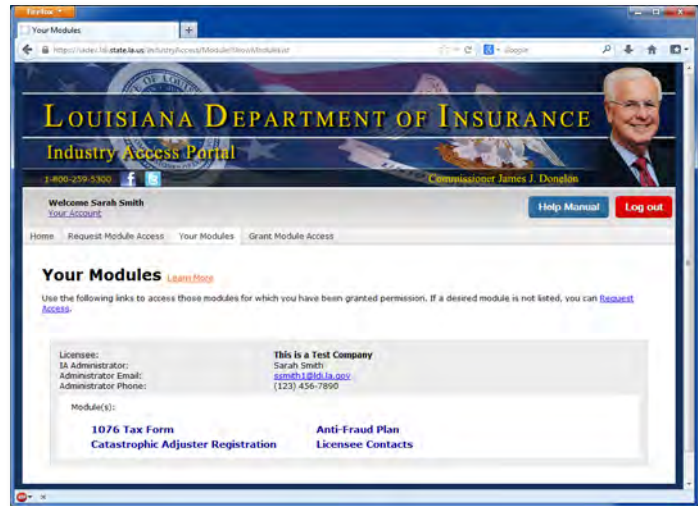 Firefox
Your Modules
state.la.us
Google
LOUISIANA DEPARTMENT OF INSURANCE
Industry Access Portal
1-800-259-5300
Commissioner James J. Donelon
Welcome Sarah Smith
Your Account
Help Manual
Log out
Home Request Module Access Your Modules Grant Module Access
Your Modules Learn More
Use the following links to access those modules for which you have been granted permission. If a desired module is not listed, you can Request
Access.
Licensee: This is a Test Company
IA Administrator: Sarah Smith
Administrator Email: ssmith1@ldi.la.gov
Administrator Phone: (123) 456-7890
Module(s):
1076 Tax Form Anti-Fraud Plan
Catastrophic Adjuster Registration Licensee Contacts